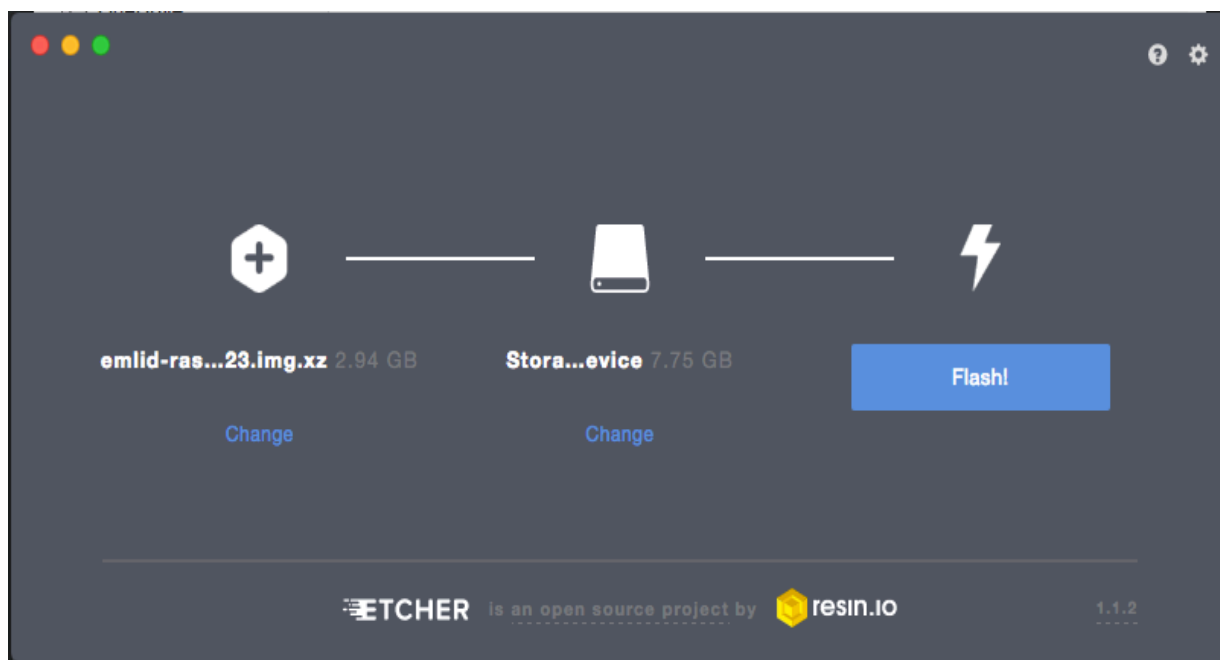 emlid-ras...23.img.xz 2.94 GB
Stora...evice 7.75 GB
Flash!
Change
Change
ETCHER is an open source project by resin.io 1.1.2